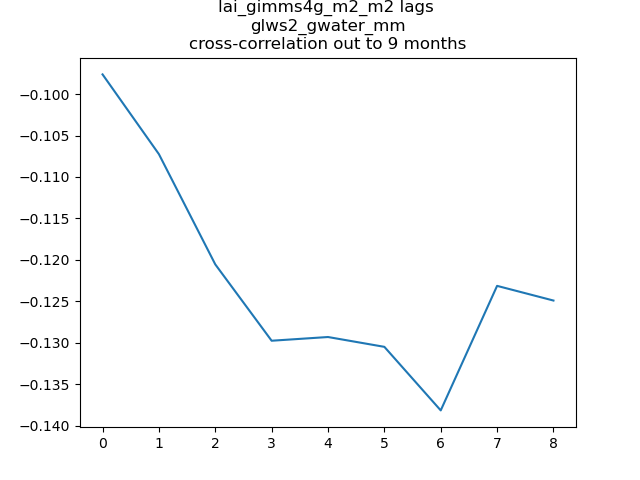 lai_gimms4g_m2_m2 lags
glws2_gwater_mm
cross-correlation out to 9 months
−0.100
−0.105
−0.110
−0.115
−0.120
−0.125
−0.130
−0.135
−0.140
0 1 2 3 4 5 6 7 8